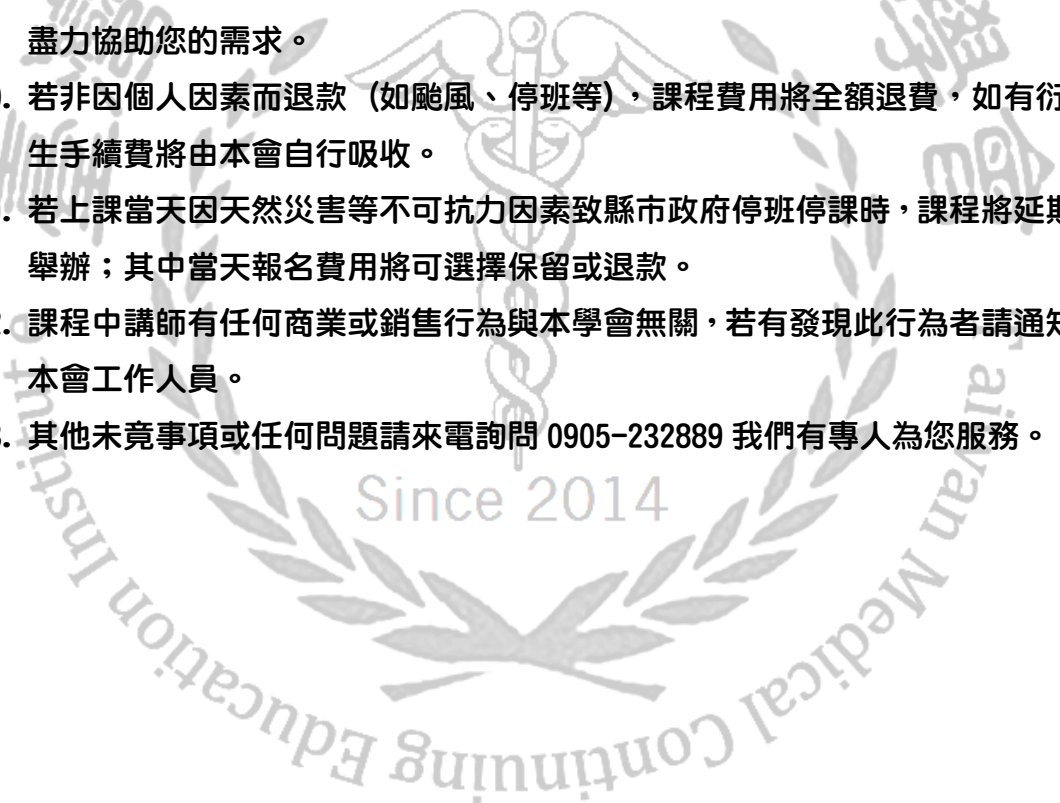 盡力協助您的需求。
. 若非因個人因素而退款（如颱風、停班等），課程費用將全額退費，如有衍
生手續費將由本會自行吸收。
. 若上課當天因天然災害等不可抗力因素致縣市政府停班停課時，課程將延期
舉辦；其中當天報名費用將可選擇保留或退款。
. 課程中講師有任何商業或銷售行為與本學會無關，若有發現此行為者請通知
本會工作人員。
. 其他未竟事項或任何問題請來電詢問 0905-232889 我們有專人為您服務。
Since 2014
Taiwan Medical Continuing Education Institut